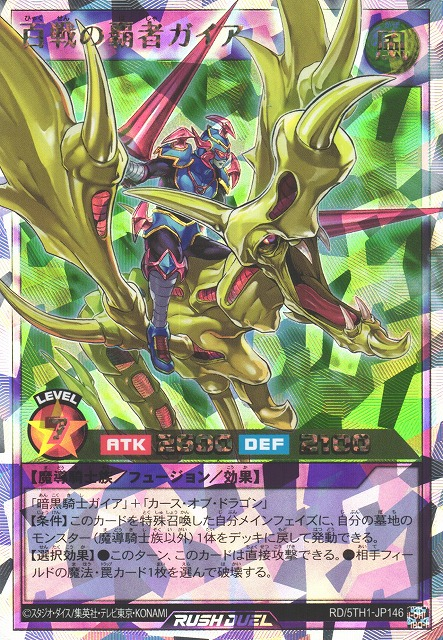 百戦の覇者ガイア
風
LEVEL
7
ATK 2600 DEF 2100
【魔導騎士族/フュージョン/効果】
「暗黒騎士ガイア」+「カース・オブ・ドラゴン」
【条件】このカードを特殊召喚した自分メインフェイズに、自分の墓地の
モンスター(魔導騎士族以外)1体をデッキに戻して発動できる。
【選択効果】●このターン、このカードは直接攻撃できる。●相手フィ
ールドの魔法・罠カード1枚を選んで破壊する。
©スタジオ・ダイス/集英社・テレビ東京・KONAMI RUSH DUEL RD/5TH1-JP146